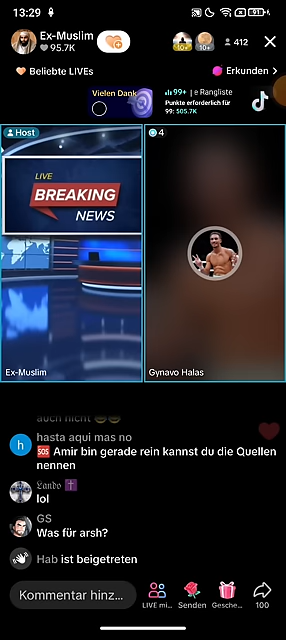 13:29
91
Ex-Muslim
95.7K
10+
10+
412
Beliebte LIVEs
Erkunden >
Vielen Dank
99+ | e Rangliste
Punkte erforderlich für
99: 505.7K
Host
4
LIVE
BREAKING
NEWS
Ex-Muslim
Gynavo Halas
auch nicht
h
hasta aqui mas no
SOS Amir bin gerade rein kannst du die Quellen
nennen
𝔏𝔞𝔫𝔡𝔬
lol
GS
Was für arsh?
Hab ist beigetreten
Kommentar hinz...
LIVE mi...
Senden
Gesche...
100